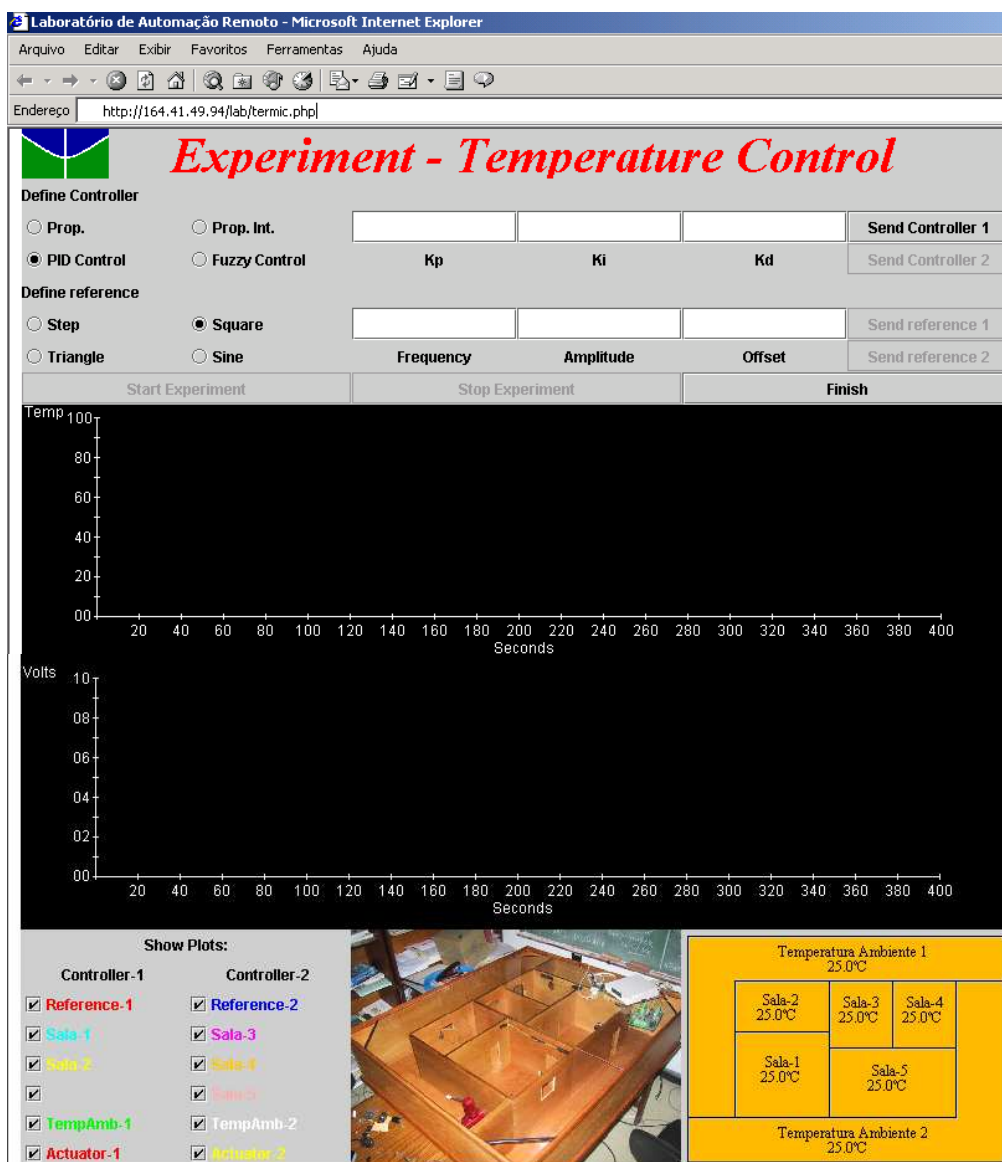 Laboratório de Automação Remoto - Microsoft Internet Explorer
Arquivo Editar Exibir Favoritos Ferramentas Ajuda
Endereço http://164.41.49.94/lab/termic.php
Experiment - Temperature Control
Define Controller
Prop. Prop. Int. Send Controller 1
PID Control Fuzzy Control Kp Ki Kd Send Controller 2
Define reference
Step Square Send reference 1
Triangle Sine Frequency Amplitude Offset Send reference 2
Start Experiment Stop Experiment Finish
Temp
100
80
60
40
20
00
20 40 60 80 100 120 140 160 180 200 220 240 260 280 300 320 340 360 380 400
Seconds
Volts
10
08
06
04
02
00
20 40 60 80 100 120 140 160 180 200 220 240 260 280 300 320 340 360 380 400
Seconds
Show Plots:
Controller-1 Controller-2
Reference-1 Reference-2
Sala-1 Sala-3
Sala-2 Sala-4
Sala-5
TempAmb-1 TempAmb-2
Actuator-1 Actuator-2
Temperatura Ambiente 1
25.0ºC
Sala-2 Sala-3 Sala-4
25.0ºC 25.0ºC 25.0ºC
Sala-1 Sala-5
25.0ºC 25.0ºC
Temperatura Ambiente 2
25.0ºC